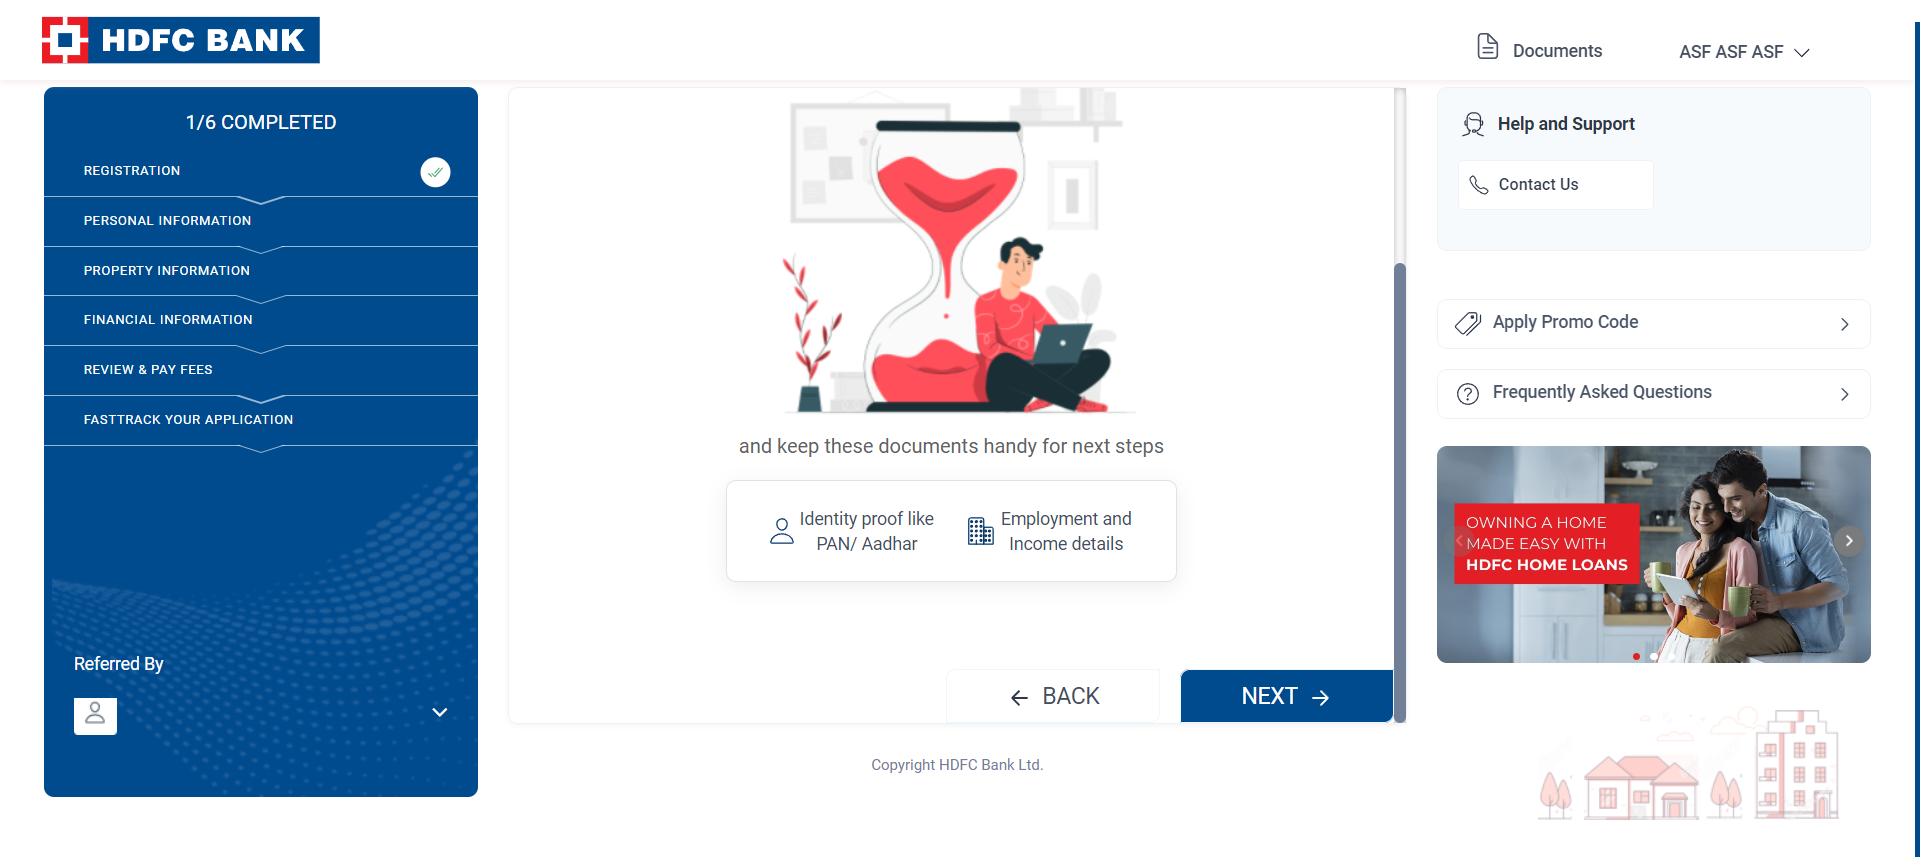 HDFC BANK
Documents
ASF ASF ASF
1/6 COMPLETED
REGISTRATION
PERSONAL INFORMATION
PROPERTY INFORMATION
FINANCIAL INFORMATION
REVIEW & PAY FEES
FASTTRACK YOUR APPLICATION
Referred By
and keep these documents handy for next steps
Identity proof like
PAN/ Aadhar
Employment and
Income details
BACK
NEXT
Copyright HDFC Bank Ltd.
Help and Support
Contact Us
Apply Promo Code
Frequently Asked Questions
OWNING A HOME
MADE EASY WITH
HDFC HOME LOANS